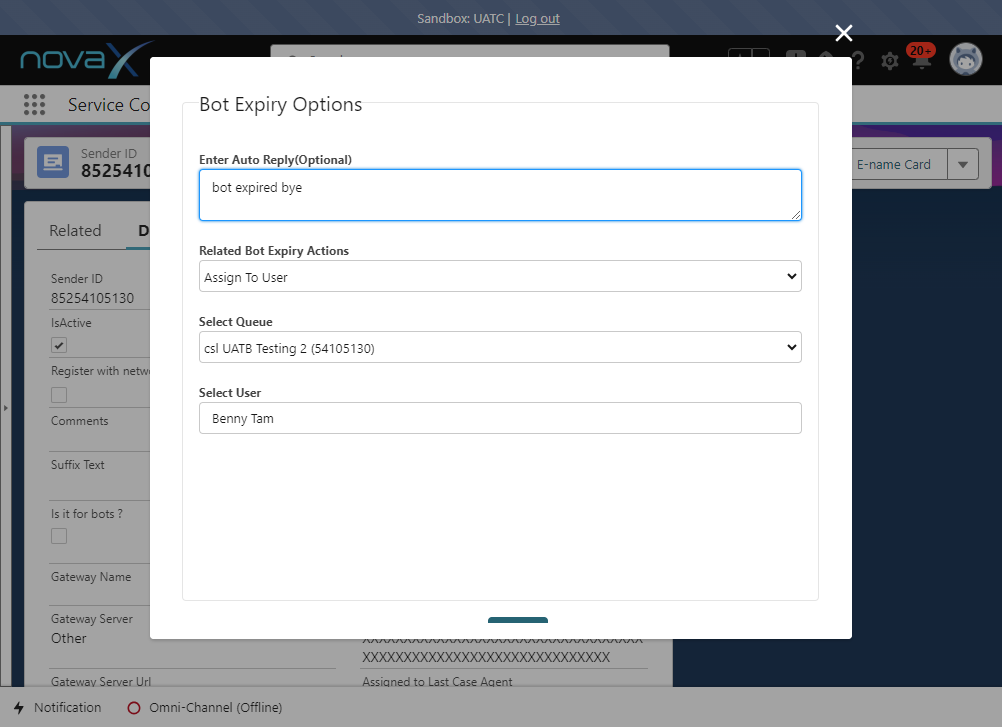 Sandbox: UATC | Log out
novaX
20+
Service Co
Sender ID
8525410
E-name Card
Related
D
Sender ID
85254105130
IsActive
Register with netwo
Comments
Suffix Text
Is it for bots ?
Gateway Name
Gateway Server
Other
Gateway Server Url
Bot Expiry Options
Enter Auto Reply(Optional)
bot expired bye
Related Bot Expiry Actions
Assign To User
Select Queue
csl UATB Testing 2 (54105130)
Select User
Benny Tam
XXXXXXXXXXXXXXXXXXXXXXXXXXXXXX
Assigned to Last Case Agent
Notification
Omni-Channel (Offline)